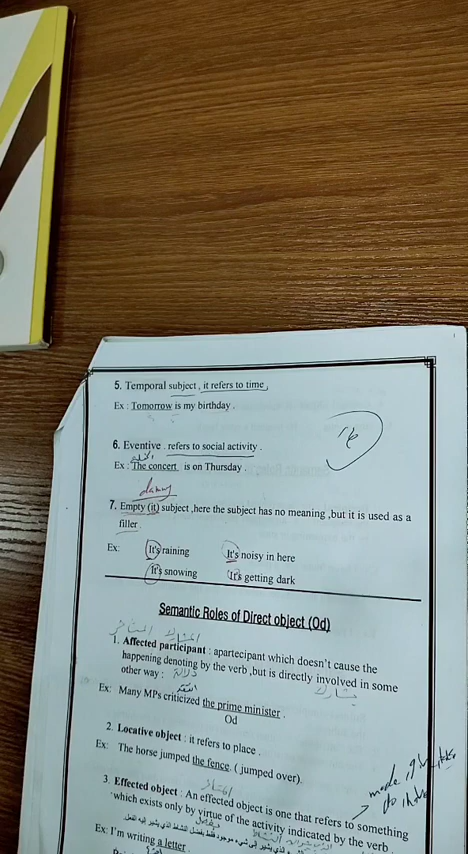 5. Temporal subject , it refers to time .
Ex : Tomorrow is my birthday .
6. Eventive . refers to social activity .
الحفلة
Ex : The concert is on Thursday .
damy
7. Empty (it) subject ,here the subject has no meaning ,but it is used as a
filler .
Ex: It's raining It's noisy in here
It's snowing It's getting dark
Semantic Roles of Direct object (Od)
1. Affected participant : apartecipant which doesn't cause the
happening denoting by the verb ,but is directly involved in some
other way :
Ex: Many MPs criticized the prime minister .
Od
2. Locative object : it refers to place .
Ex: The horse jumped the fence. ( jumped over).
3. Effected object : An effected object is one that refers to something
which exists only by virtue of the activity indicated by the verb .
Ex: I'm writing a letter .